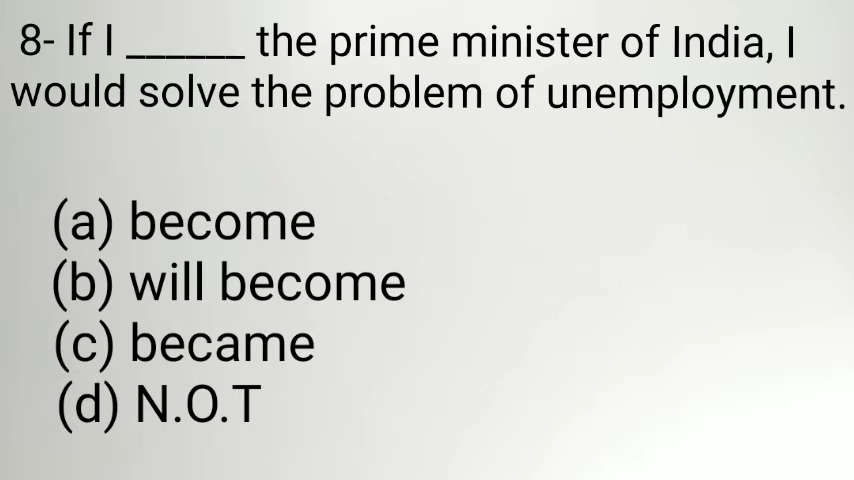 8- If I ______ the prime minister of India, I
would solve the problem of unemployment.
(a) become
(b) will become
(c) became
(d) N.O.T